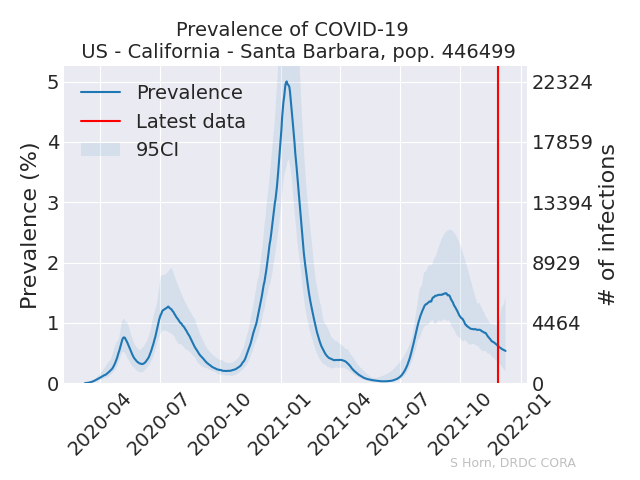 Prevalence of COVID-19
US - California - Santa Barbara, pop. 446499
Prevalence
Latest data
95CI
Prevalence (%)
5
4
3
2
1
0
22324
17859
13394
8929
4464
0
# of infections
2020-04
2020-07
2020-10
2021-01
2021-04
2021-07
2021-10
2022-01
S Horn, DRDC CORA